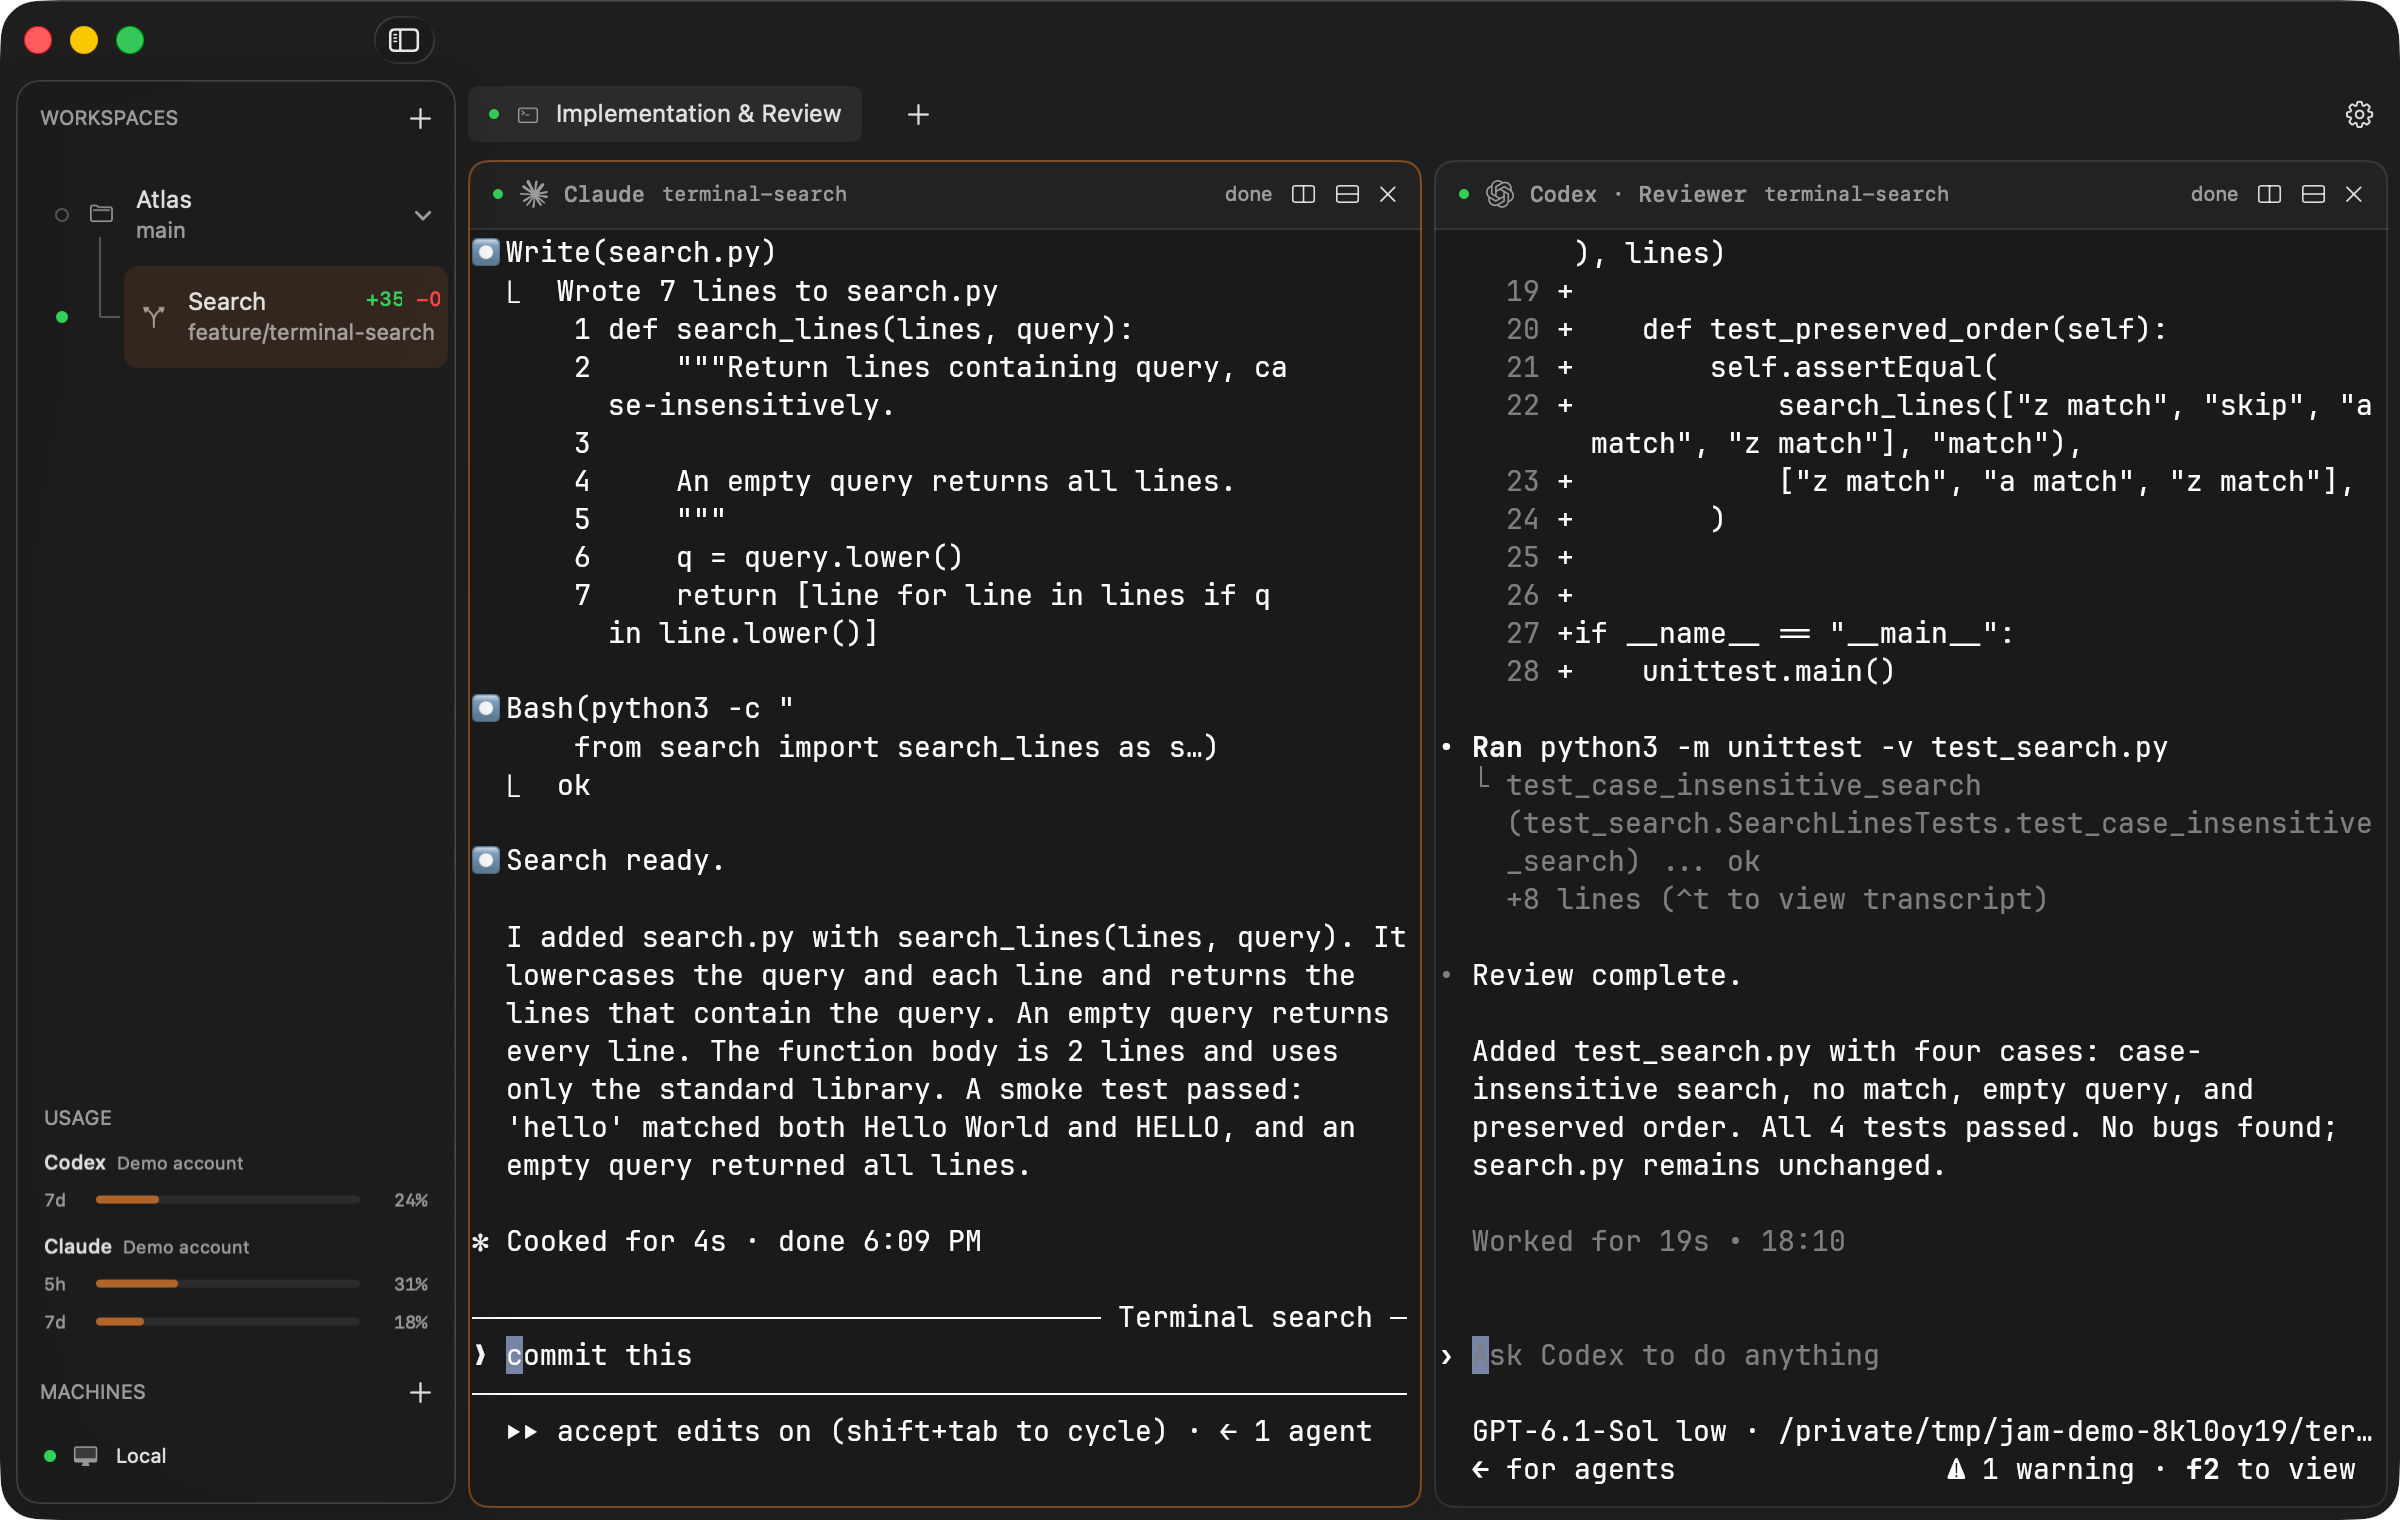 WORKSPACES
Atlas
main
Search +35 −0
feature/terminal-search
USAGE
Codex Demo account
7d 24%
Claude Demo account
5h 31%
7d 18%
MACHINES
Local
Implementation & Review
Claude terminal-search done
Write(search.py)
⎣ Wrote 7 lines to search.py
1 def search_lines(lines, query):
2     """Return lines containing query, ca
se-insensitively.
3
4     An empty query returns all lines.
5     """
6     q = query.lower()
7     return [line for line in lines if q
in line.lower()]
Bash(python3 -c "
from search import search_lines as s…)
⎣ ok
Search ready.
I added search.py with search_lines(lines, query). It
lowercases the query and each line and returns the
lines that contain the query. An empty query returns
every line. The function body is 2 lines and uses
only the standard library. A smoke test passed:
'hello' matched both Hello World and HELLO, and an
empty query returned all lines.
✻ Cooked for 4s · done 6:09 PM
Terminal search
❯ commit this
▶▶ accept edits on (shift+tab to cycle) · ← 1 agent
Codex · Reviewer terminal-search done
), lines)
19 +
20 +    def test_preserved_order(self):
21 +        self.assertEqual(
22 +            search_lines(["z match", "skip", "a
match", "z match"], "match"),
23 +            ["z match", "a match", "z match"],
24 +        )
25 +
26 +
27 +if __name__ == "__main__":
28 +    unittest.main()
• Ran python3 -m unittest -v test_search.py
└ test_case_insensitive_search
(test_search.SearchLinesTests.test_case_insensitive
_search) ... ok
+8 lines (^t to view transcript)
• Review complete.
Added test_search.py with four cases: case-
insensitive search, no match, empty query, and
preserved order. All 4 tests passed. No bugs found;
search.py remains unchanged.
Worked for 19s • 18:10
› Ask Codex to do anything
GPT-6.1-Sol low · /private/tmp/jam-demo-8kl0oy19/ter…
← for agents ⚠ 1 warning · f2 to view